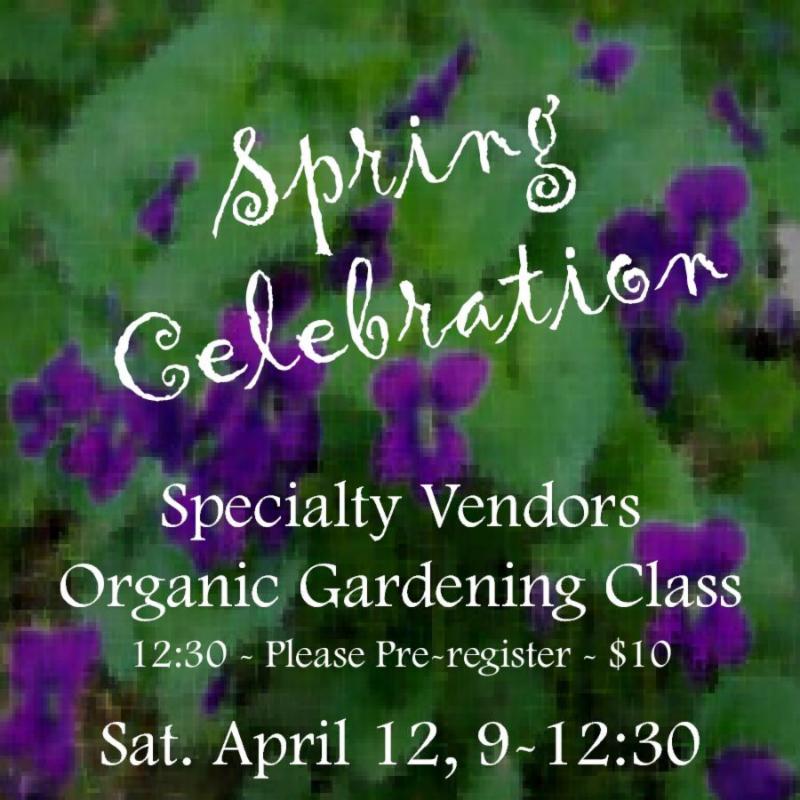 Spring
Celebration
Specialty Vendors
Organic Gardening Class
12:30 ~ Please Pre-register ~ $10
Sat. April 12, 9-12:30